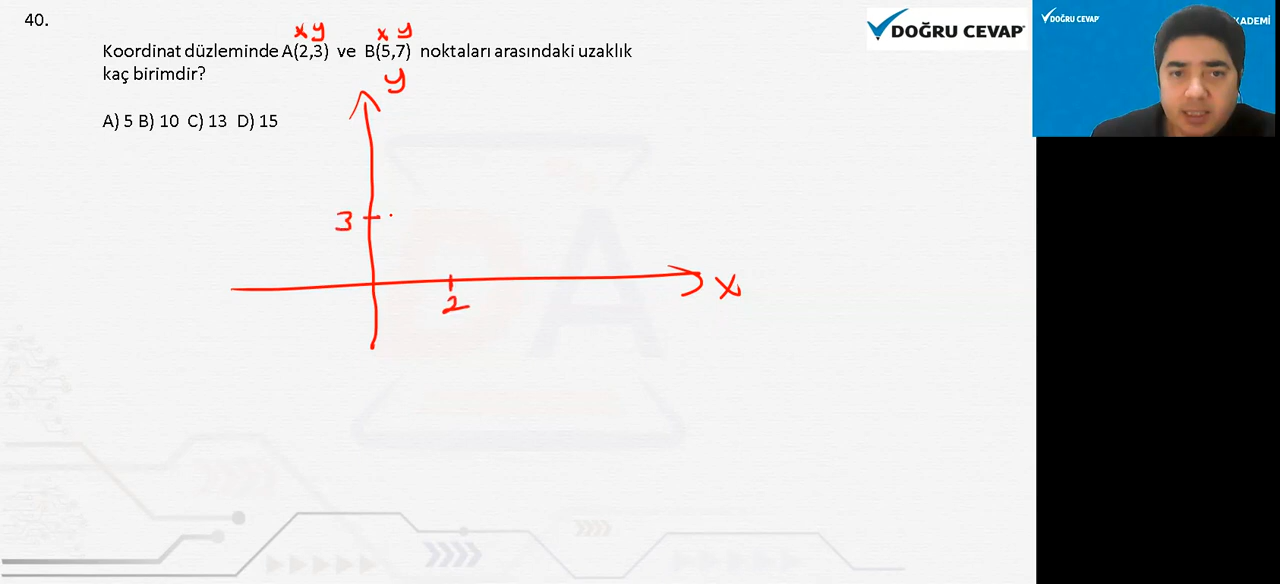 40.
x y x y
Koordinat düzleminde A(2,3) ve B(5,7) noktaları arasındaki uzaklık
kaç birimdir?
y
A) 5 B) 10 C) 13 D) 15
3
2
x
DOĞRU CEVAP
DOĞRU CEVAP
KADEMİ
DA